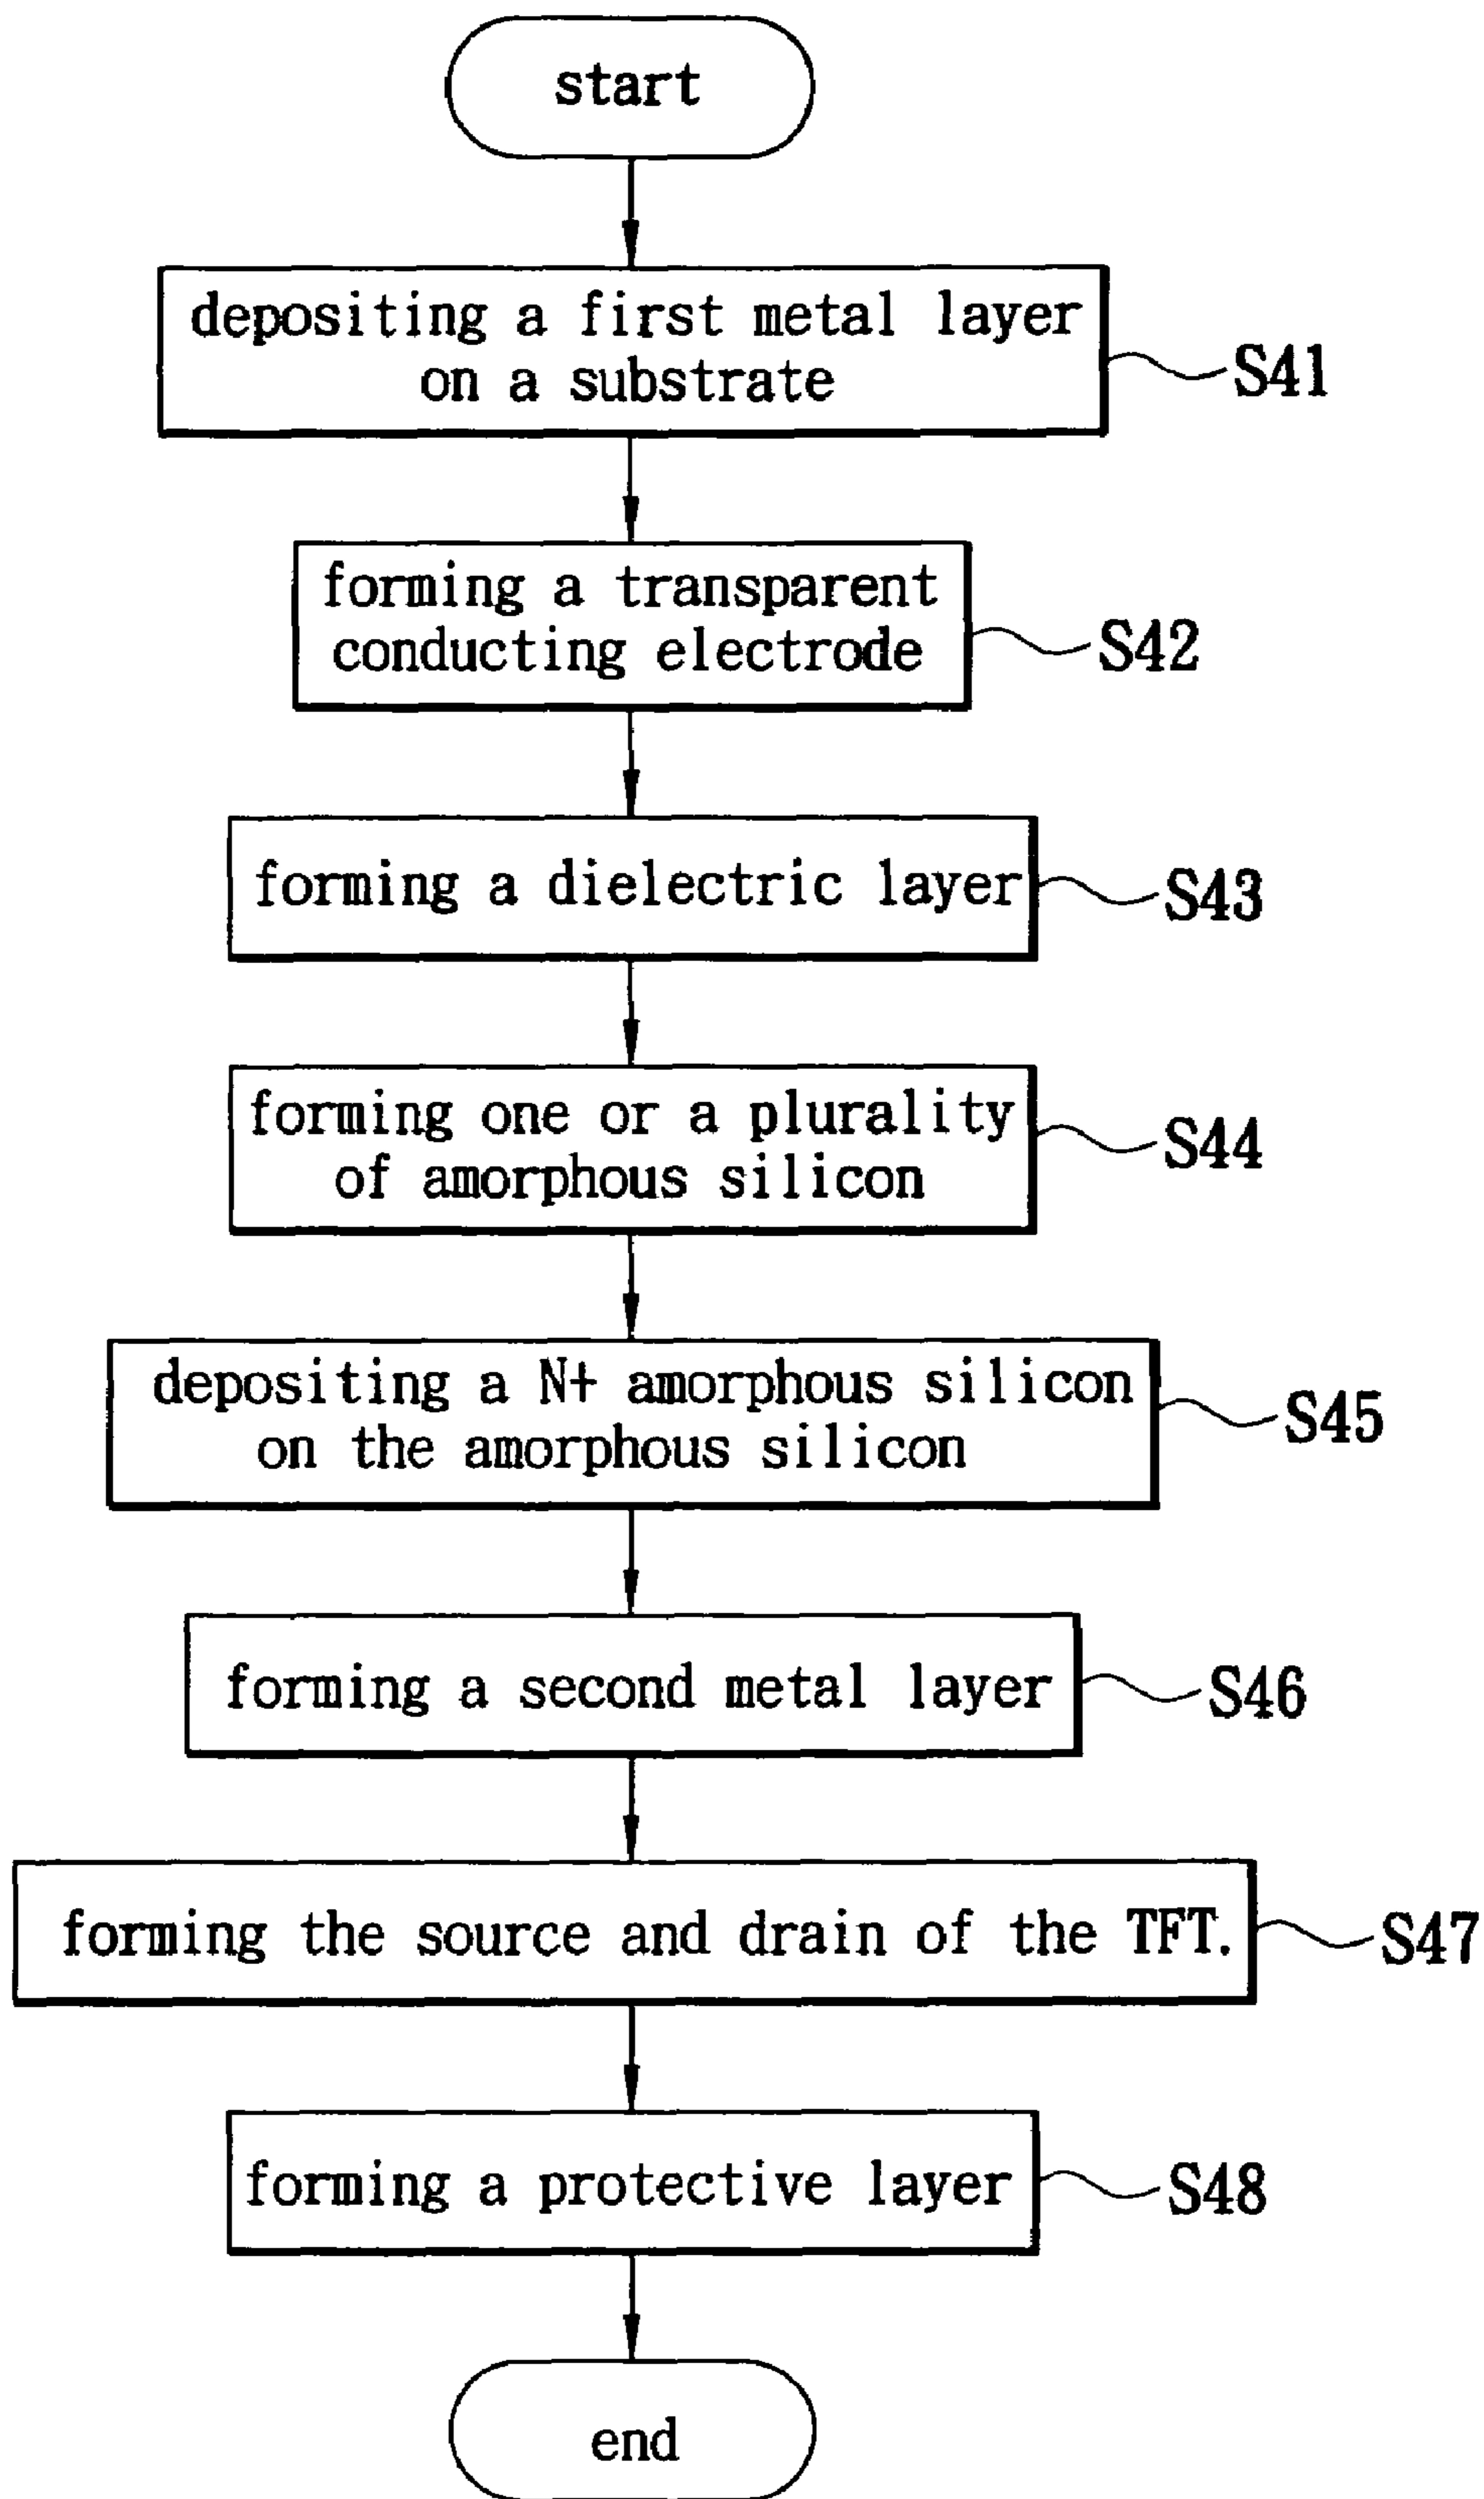 start
depositing a first metal layer
on a substrate
S41
forming a transparent
conducting electrode
S42
forming a dielectric layer
S43
forming one or a plurality
of amorphous silicon
S44
depositing a N+ amorphous silicon
on the amorphous silicon
S45
forming a second metal layer
S46
forming the source and drain of the TFT.
S47
forming a protective layer
S48
end